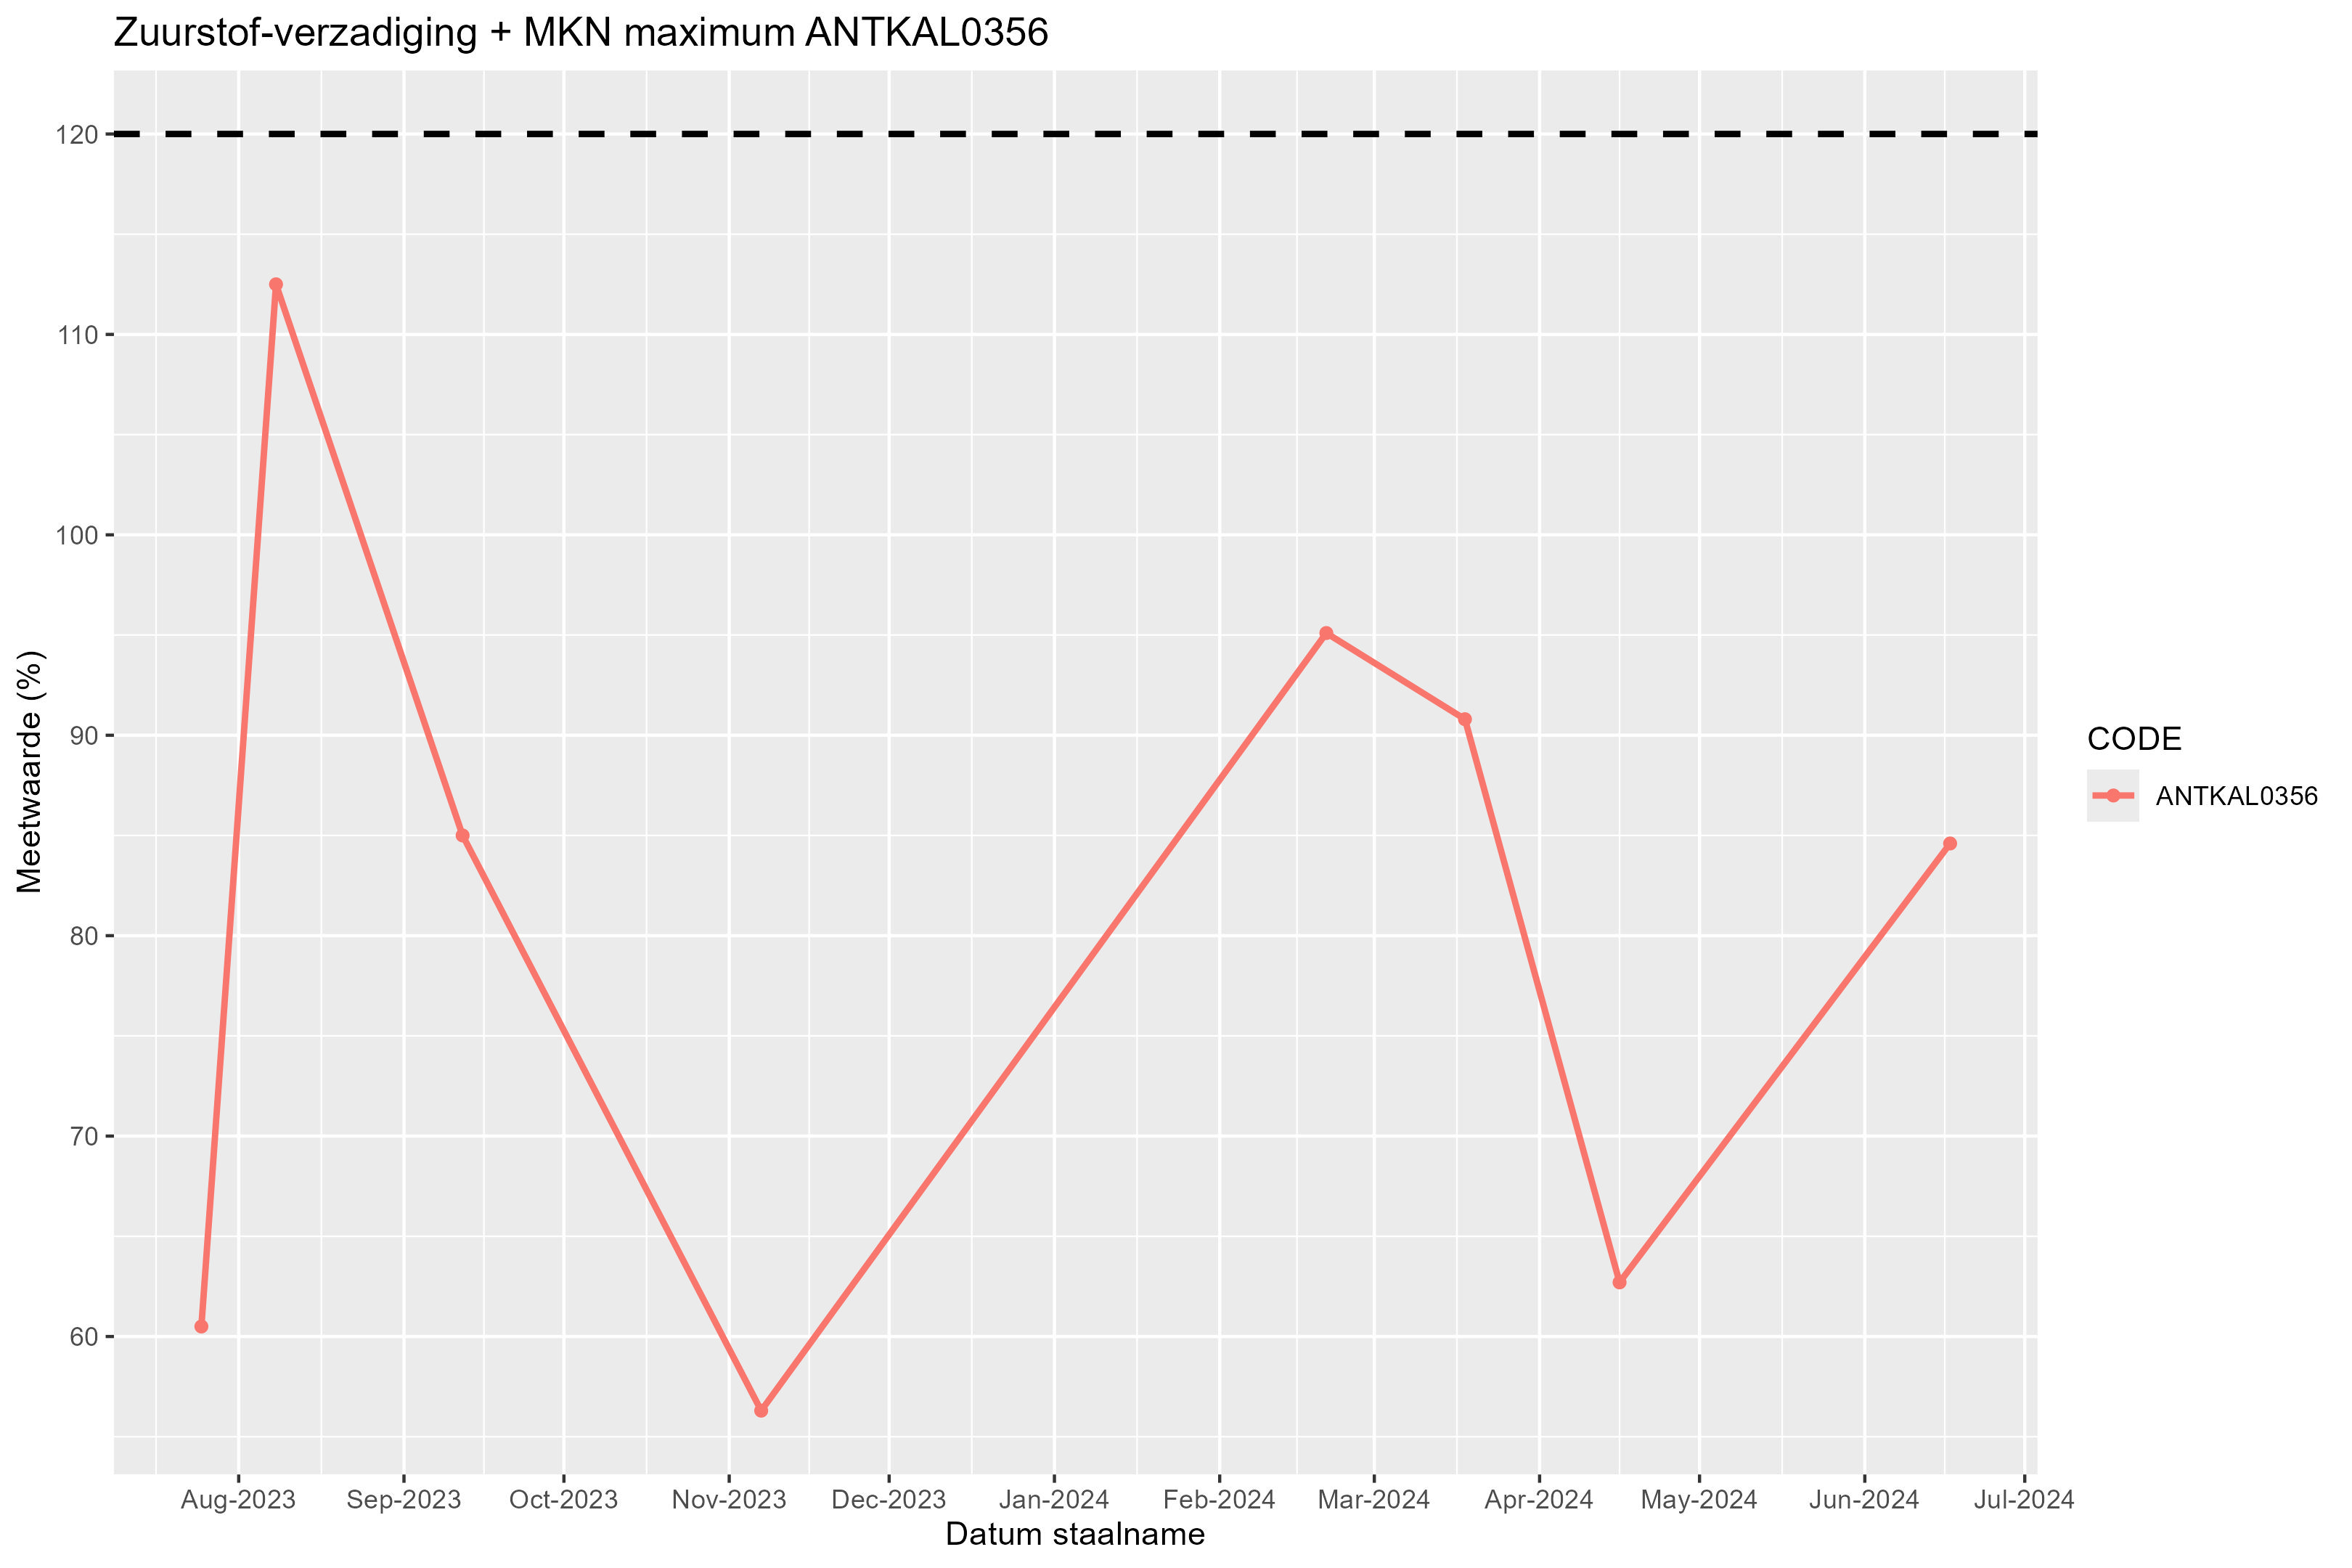 Zuurstof-verzadiging + MKN maximum ANTKAL0356
120
110
100
90
80
70
60
Meetwaarde (%)
Aug-2023 Sep-2023 Oct-2023 Nov-2023 Dec-2023 Jan-2024 Feb-2024 Mar-2024 Apr-2024 May-2024 Jun-2024 Jul-2024
Datum staalname
CODE
ANTKAL0356